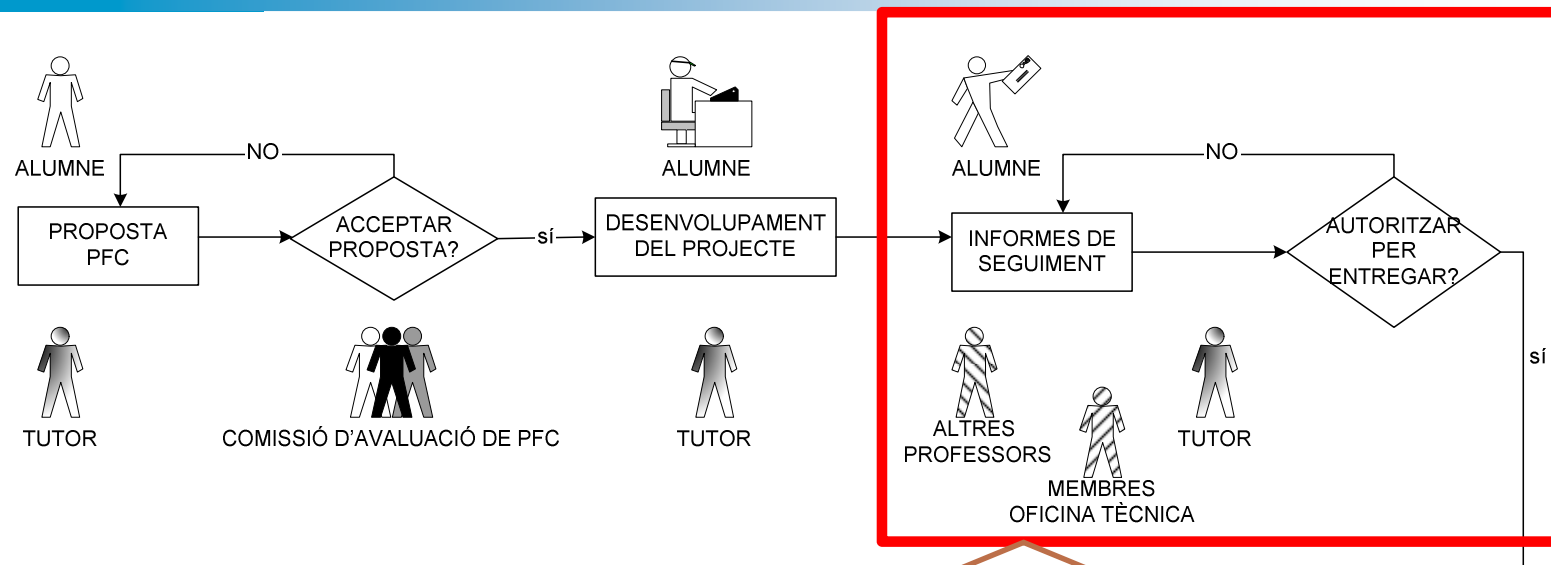 ALUMNE
NO
PROPOSTA
PFC
ACCEPTAR
PROPOSTA?
sí
ALUMNE
DESENVOLUPAMENT
DEL PROJECTE
ALUMNE
NO
INFORMES DE
SEGUIMENT
AUTORITZAR
PER
ENTREGAR?
sí
TUTOR
COMISSIÓ D'AVALUACIÓ DE PFC
TUTOR
ALTRES
PROFESSORS
MEMBRES
OFICINA TÈCNICA
TUTOR